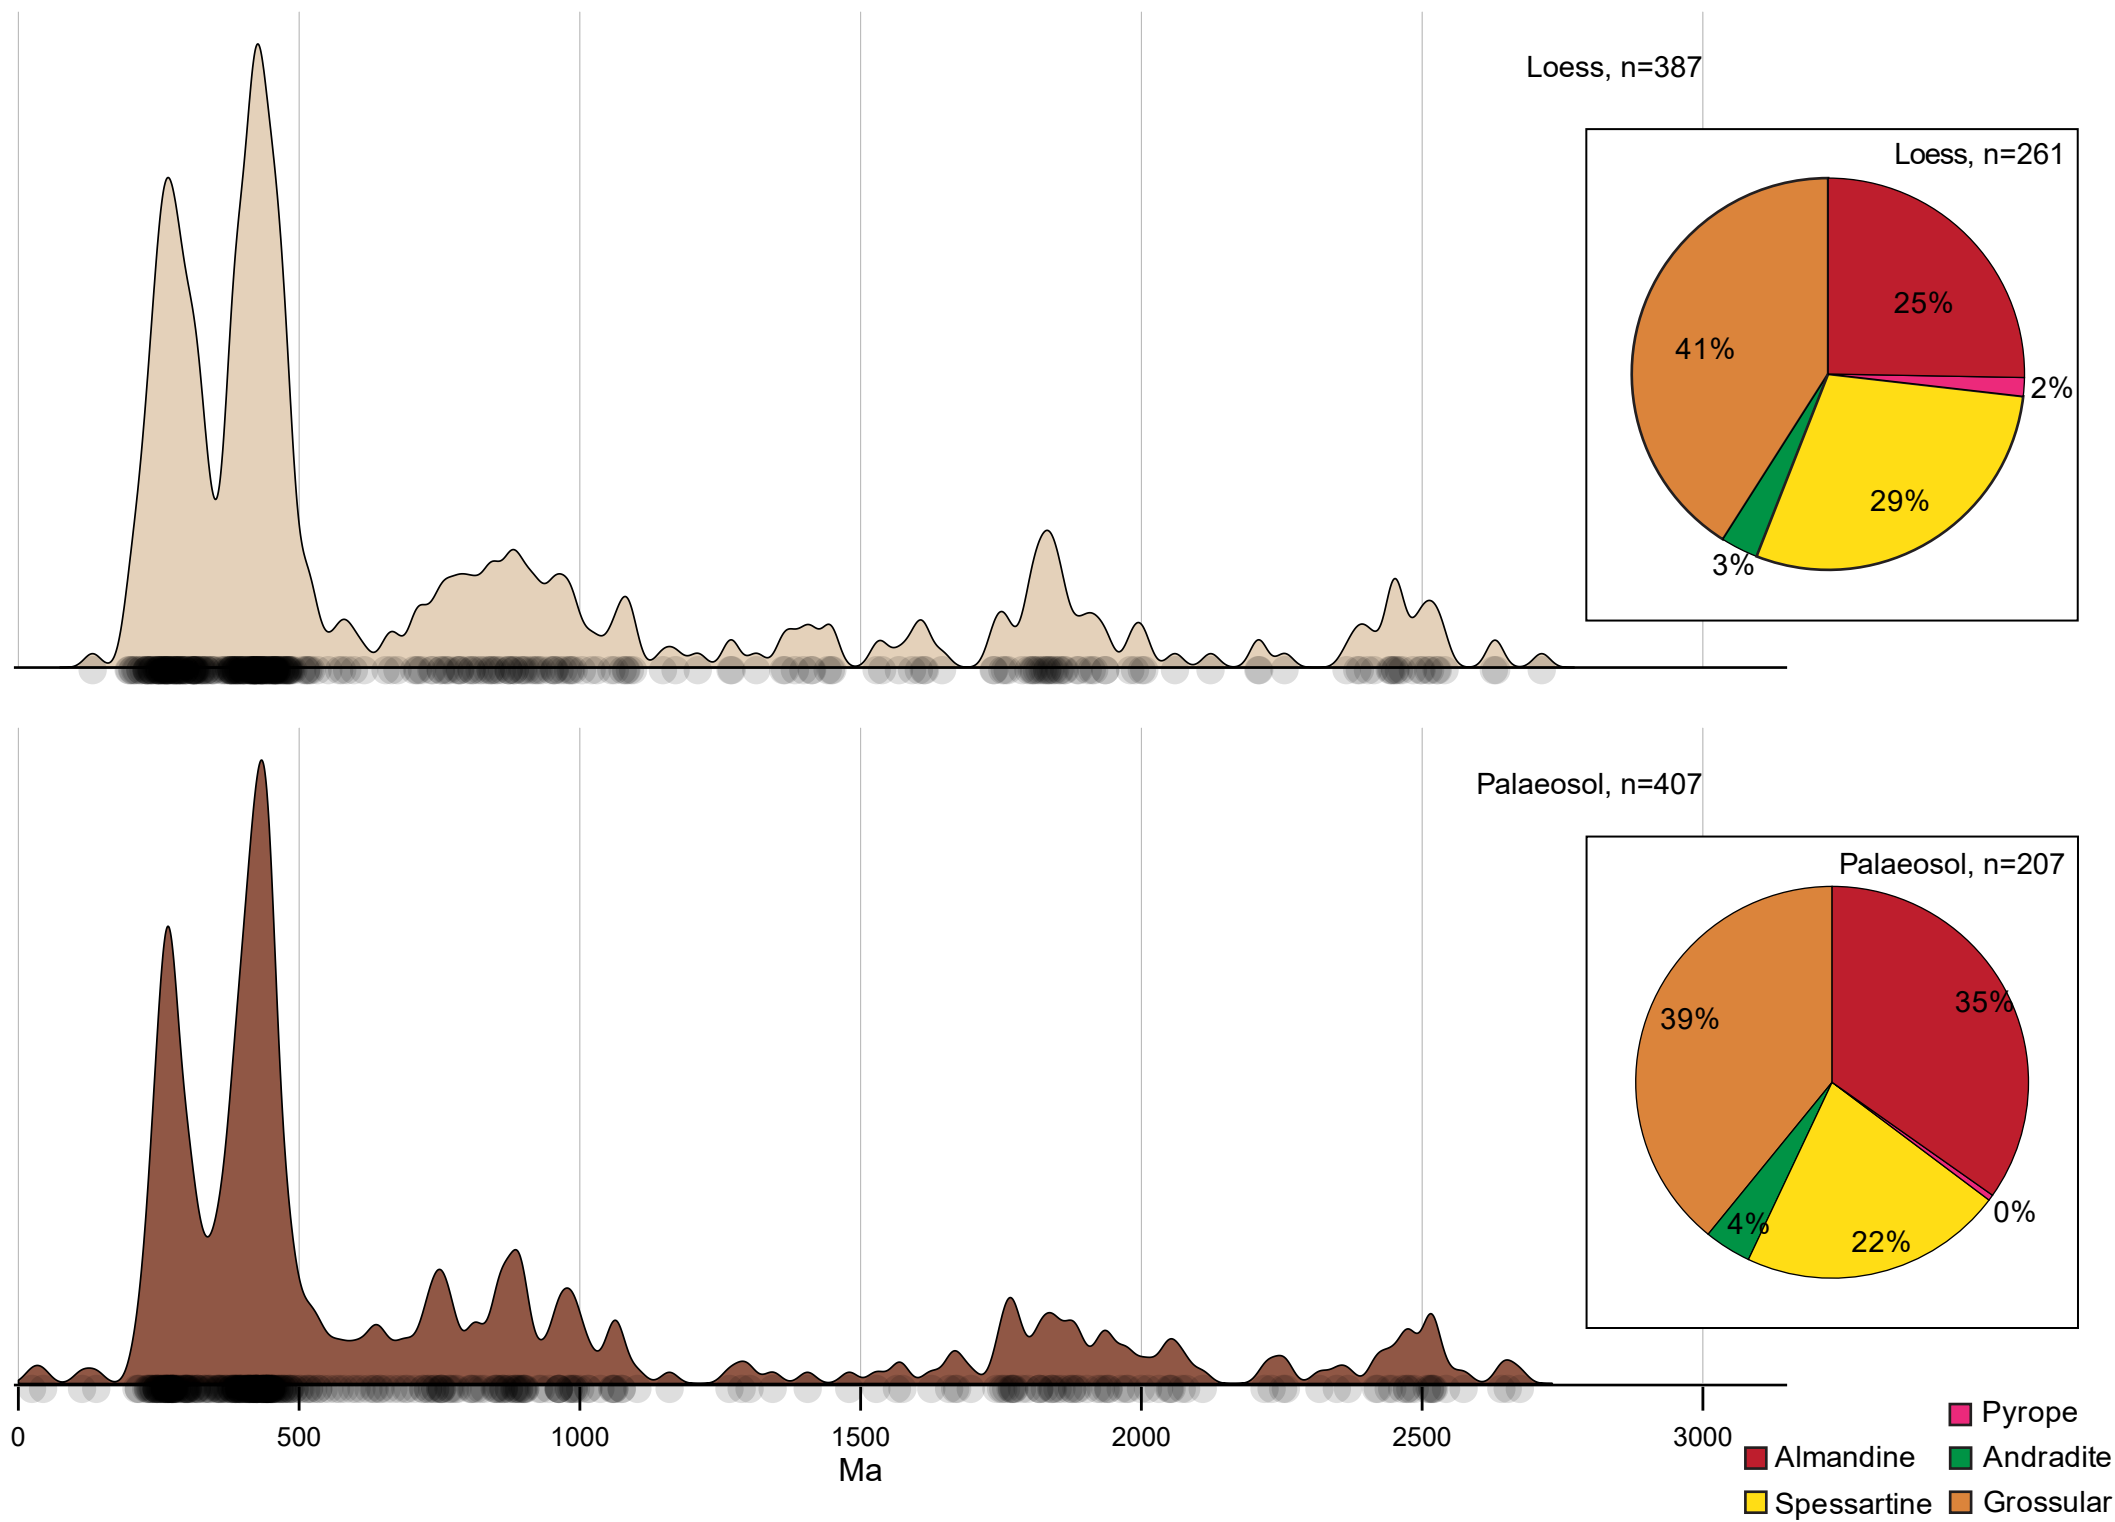 Loess, n=387
Loess, n=261
25%
41%
2%
29%
3%
Palaeosol, n=407
Palaeosol, n=207
35%
39%
0%
4%
22%
0 500 1000 1500 2000 2500 3000
Ma
Pyrope
Almandine Andradite
Spessartine Grossular